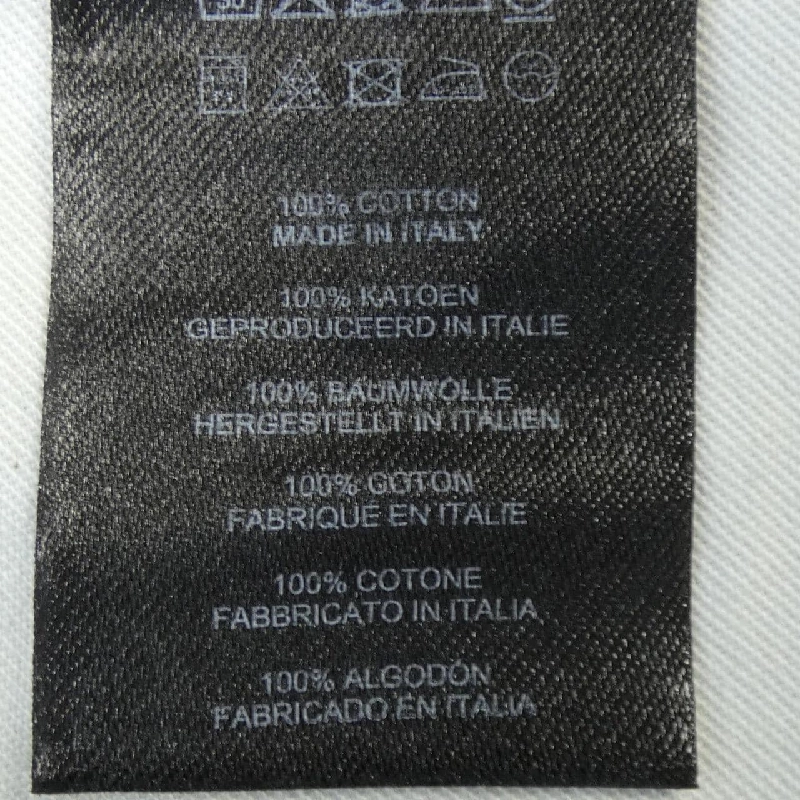 100% COTTON
MADE IN ITALY
100% KATOEN
GEPRODUCEERD IN ITALIE
100% BAUMWOLLE
HERGESTELLT IN ITALIEN
100% COTON
FABRIQUE EN ITALIE
100% COTONE
FABBRICATO IN ITALIA
100% ALGODÓN
FABRICADO EN ITALIA